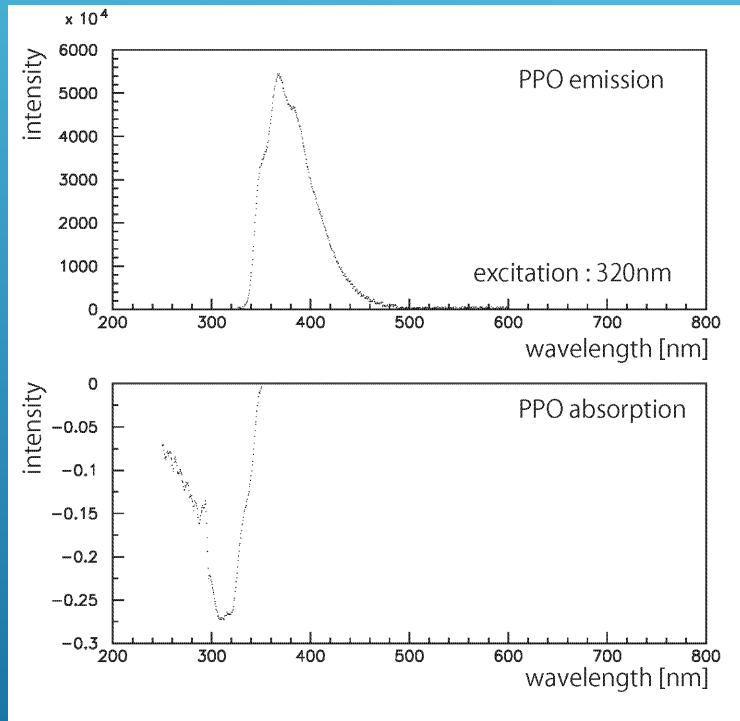 x 10⁴
intensity
6000
5000
4000
3000
2000
1000
0
PPO emission
excitation : 320nm
200 300 400 500 600 700 800
wavelength [nm]
intensity
0
−0.05
−0.1
−0.15
−0.2
−0.25
−0.3
PPO absorption
200 300 400 500 600 700 800
wavelength [nm]